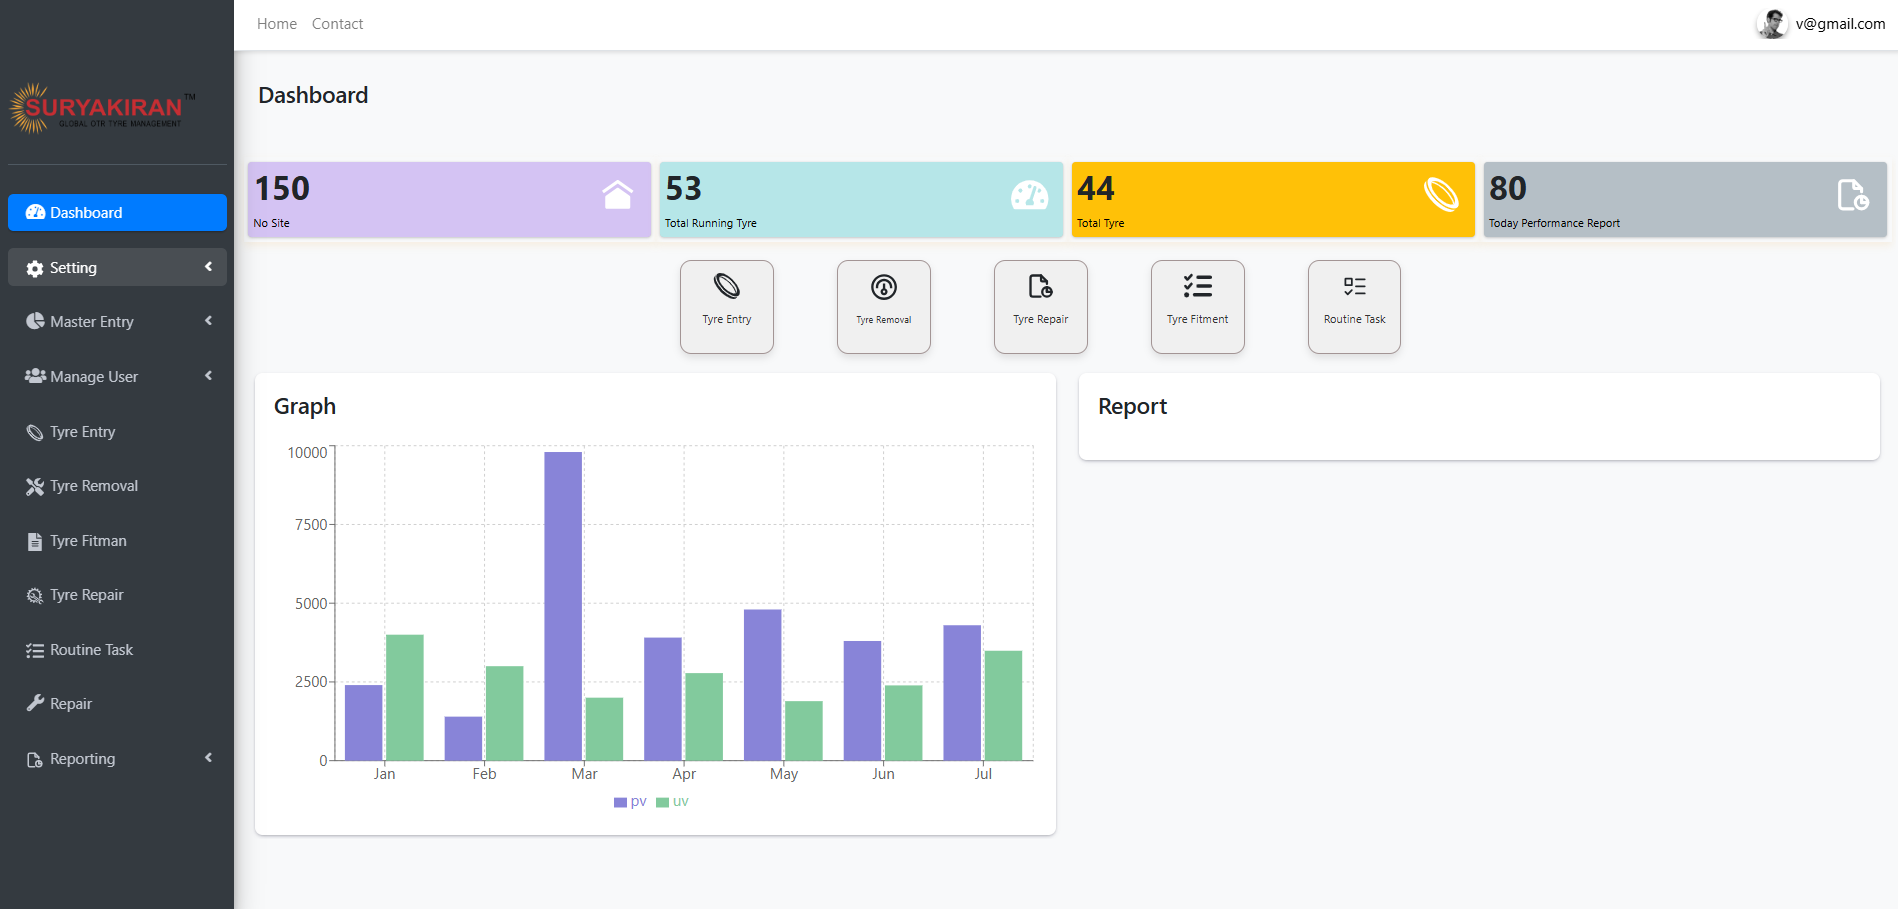 Home Contact
v@gmail.com
SURYAKIRAN™
GLOBAL OTR TYRE MANAGEMENT
Dashboard
Setting
Master Entry
Manage User
Tyre Entry
Tyre Removal
Tyre Fitman
Tyre Repair
Routine Task
Repair
Reporting
Dashboard
150
No Site
53
Total Running Tyre
44
Total Tyre
80
Today Performance Report
Tyre Entry
Tyre Removal
Tyre Repair
Tyre Fitment
Routine Task
Graph
10000
7500
5000
2500
0
Jan Feb Mar Apr May Jun Jul
pv uv
Report